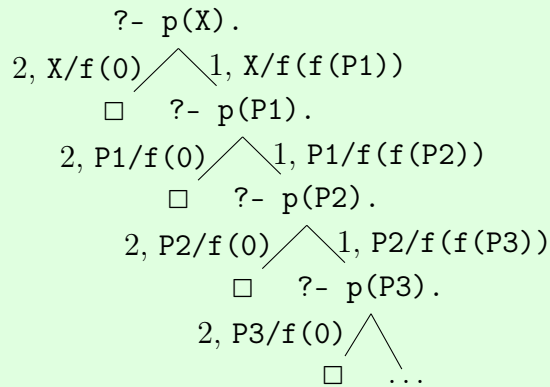 ?- p(X).
2, X/f(0) 1, X/f(f(P1))
□ ?- p(P1).
2, P1/f(0) 1, P1/f(f(P2))
□ ?- p(P2).
2, P2/f(0) 1, P2/f(f(P3))
□ ?- p(P3).
2, P3/f(0)
□ ...